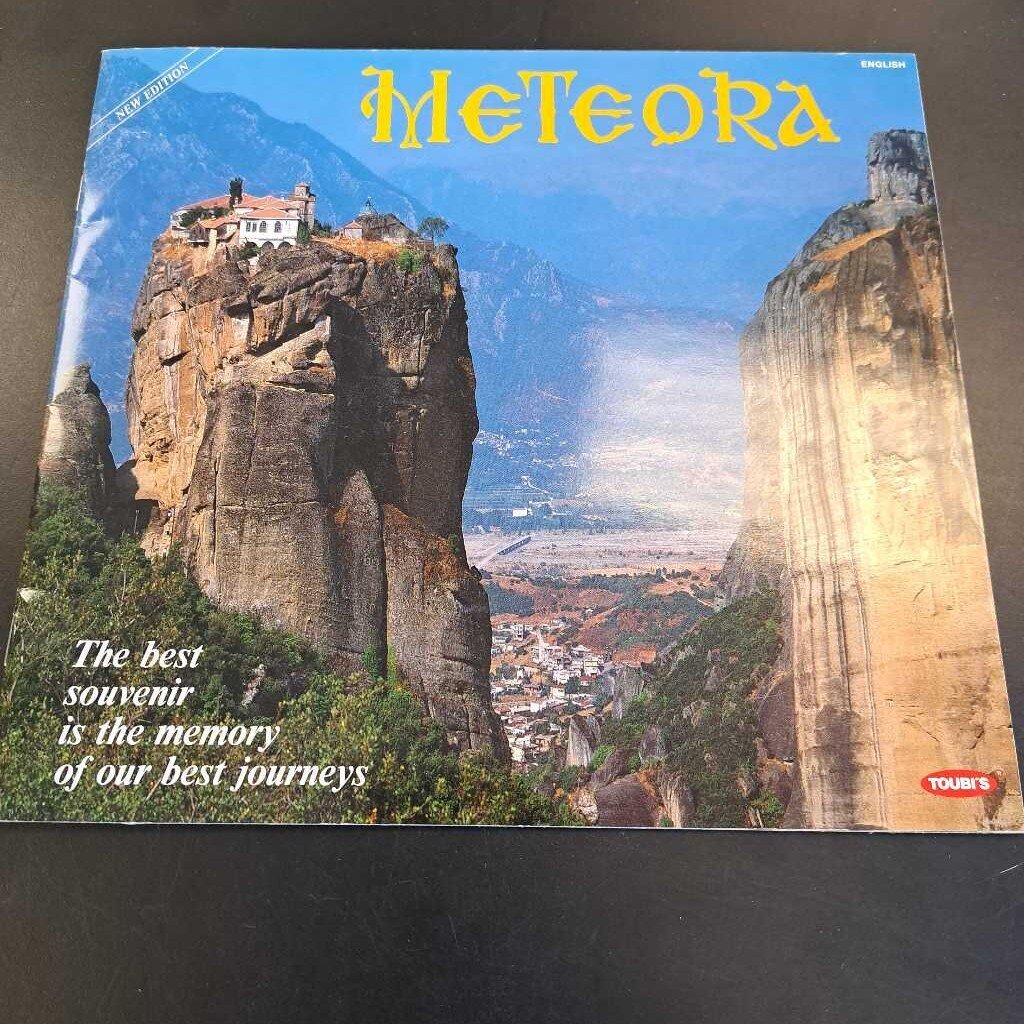 NEW EDITION
METEORA
ENGLISH
The best
souvenir
is the memory
of our best journeys
TOUBI'S